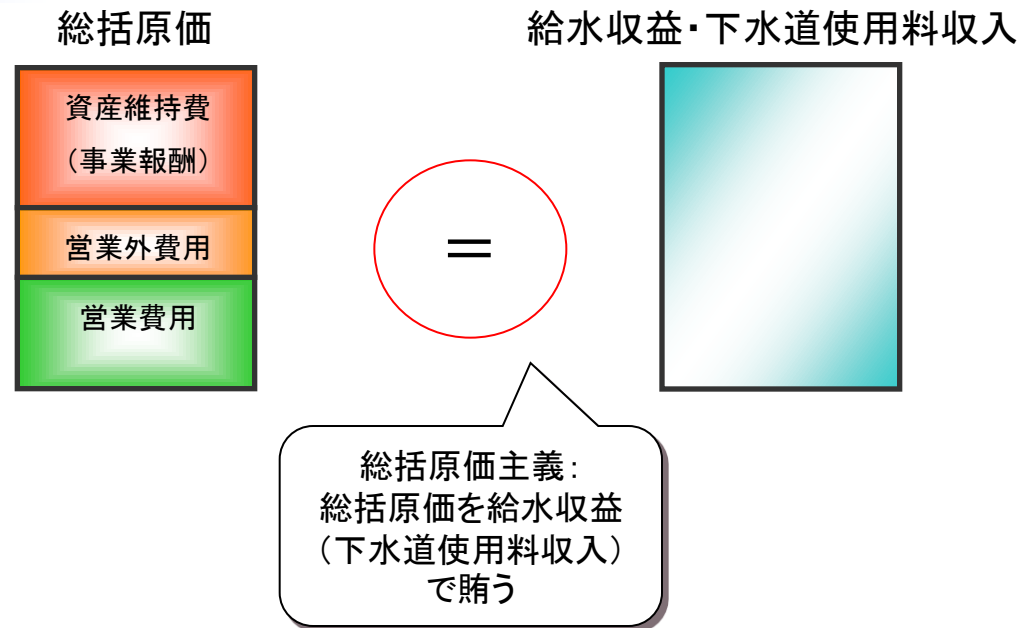 総括原価
給水収益・下水道使用料収入
資産維持費
（事業報酬）
営業外費用
営業費用
＝
総括原価主義：
総括原価を給水収益
（下水道使用料収入）
で賄う